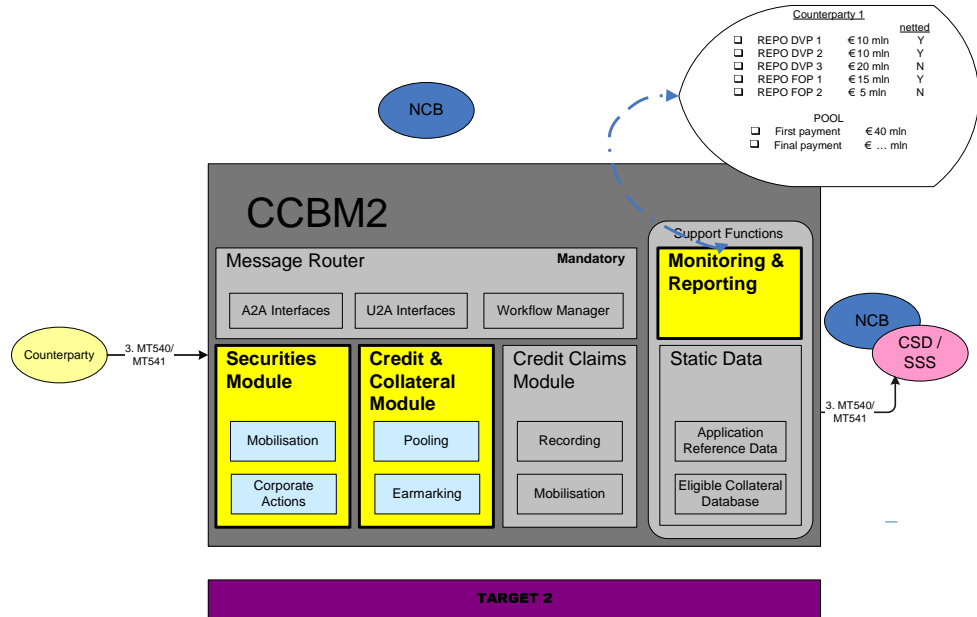 Counterparty 1
netted
REPO DVP 1 € 10 mln Y
REPO DVP 2 € 10 mln Y
REPO DVP 3 € 20 mln N
REPO FOP 1 € 15 mln Y
REPO FOP 2 € 5 mln N
POOL
First payment € 40 mln
Final payment € ... mln
NCB
CCBM2
Support Functions
Message Router Mandatory
A2A Interfaces U2A Interfaces Workflow Manager
Monitoring &
Reporting
NCB
CSD /
SSS
Counterparty
3. MT540/
MT541
Securities
Module
Mobilisation
Corporate
Actions
Credit &
Collateral
Module
Pooling
Earmarking
Credit Claims
Module
Recording
Mobilisation
Static Data
Application
Reference Data
Eligible Collateral
Database
3. MT540/
MT541
TARGET 2